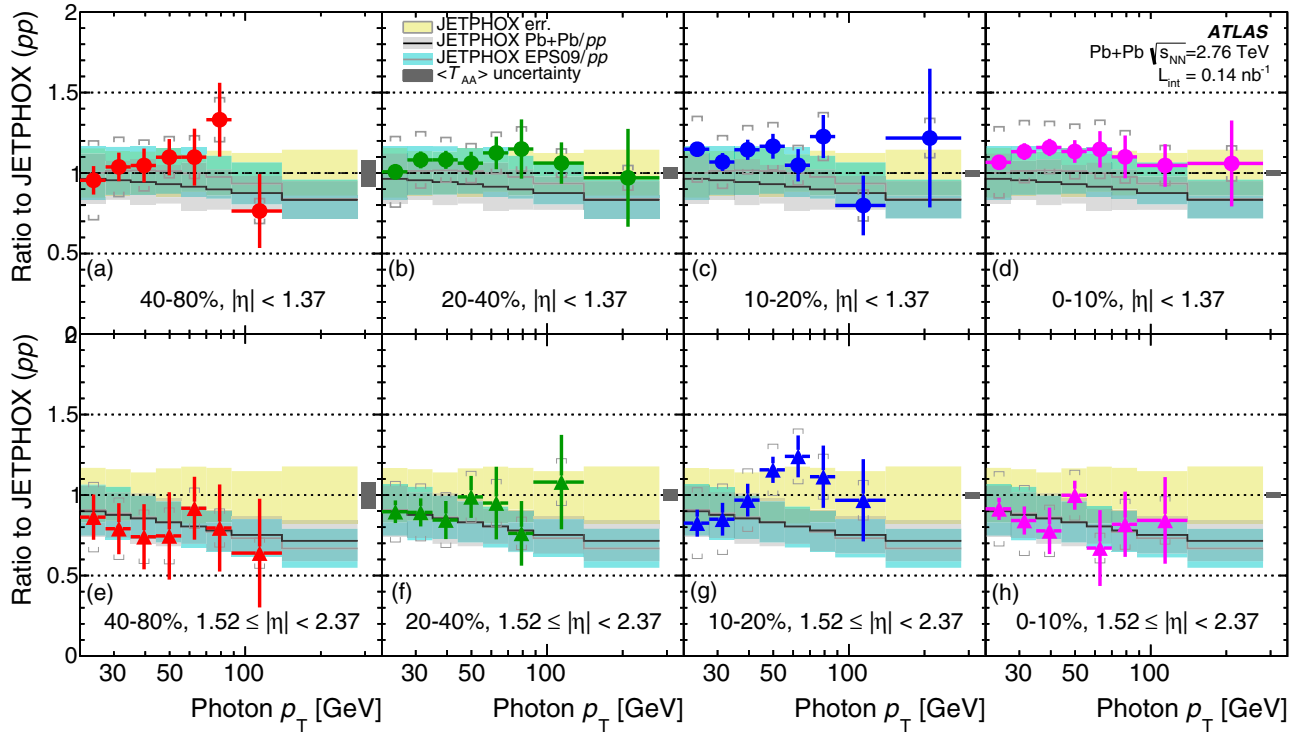 Ratio to JETPHOX (pp)
2
1.5
1
0.5
JETPHOX err.
JETPHOX Pb+Pb/pp
JETPHOX EPS09/pp
<T_AA> uncertainty
ATLAS
Pb+Pb √s_NN=2.76 TeV
L_int = 0.14 nb⁻¹
(a)
40-80%, |η| < 1.37
(b)
20-40%, |η| < 1.37
(c)
10-20%, |η| < 1.37
(d)
0-10%, |η| < 1.37
Ratio to JETPHOX (pp)
2
1.5
1
0.5
0
(e)
40-80%, 1.52 ≤ |η| < 2.37
(f)
20-40%, 1.52 ≤ |η| < 2.37
(g)
10-20%, 1.52 ≤ |η| < 2.37
(h)
0-10%, 1.52 ≤ |η| < 2.37
30 50 100 30 50 100 30 50 100 30 50 100
Photon p_T [GeV] Photon p_T [GeV] Photon p_T [GeV] Photon p_T [GeV]